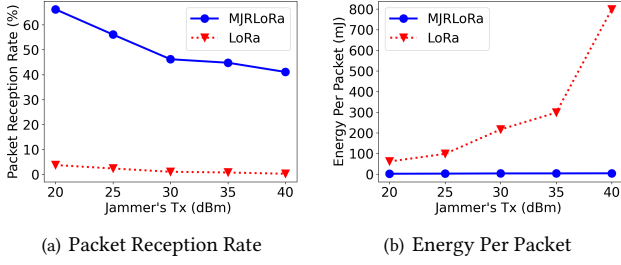 Packet Reception Rate (%)
60
50
40
30
20
10
0
MJRLoRa
LoRa
20 25 30 35 40
Jammer's Tx (dBm)
(a) Packet Reception Rate
Energy Per Packet (mJ)
800
700
600
500
400
300
200
100
0
MJRLoRa
LoRa
20 25 30 35 40
Jammer's Tx (dBm)
(b) Energy Per Packet